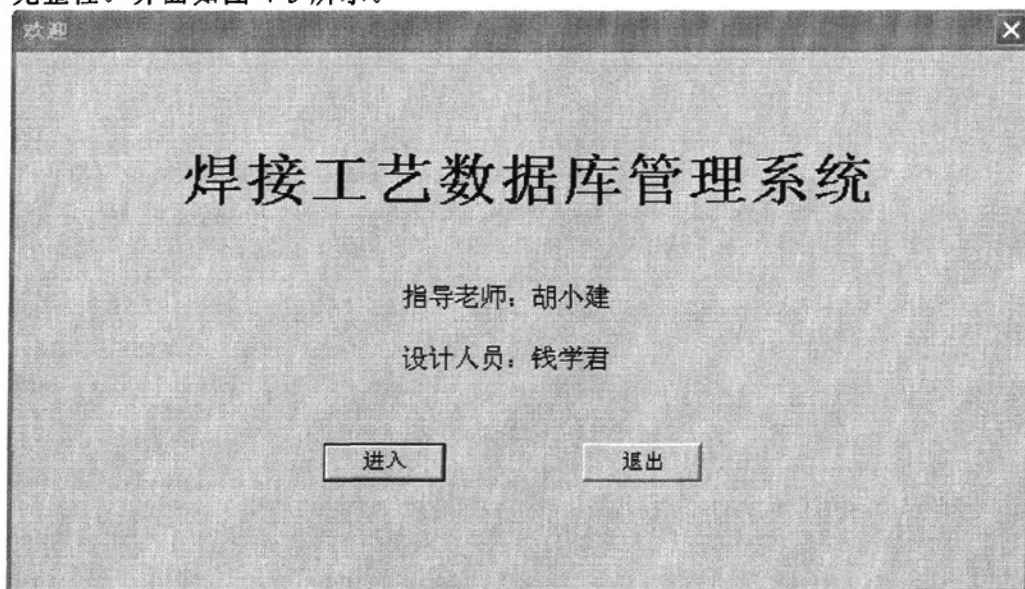 欢迎
焊接工艺数据库管理系统
指导老师：胡小建
设计人员：钱学君
进入 退出